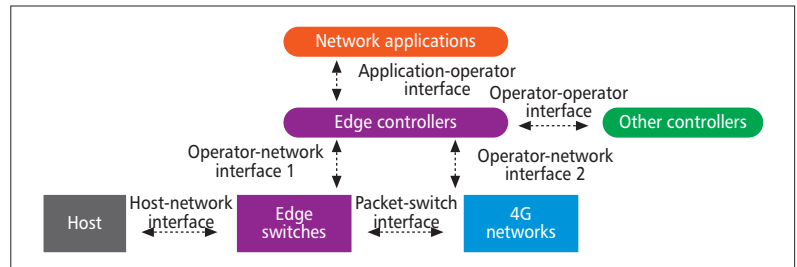 Network applications
Application-operator
interface
Operator-operator
interface
Edge controllers
Other controllers
Operator-network
interface 1
Operator-network
interface 2
Host
Host-network
interface
Edge
switches
Packet-switch
interface
4G
networks